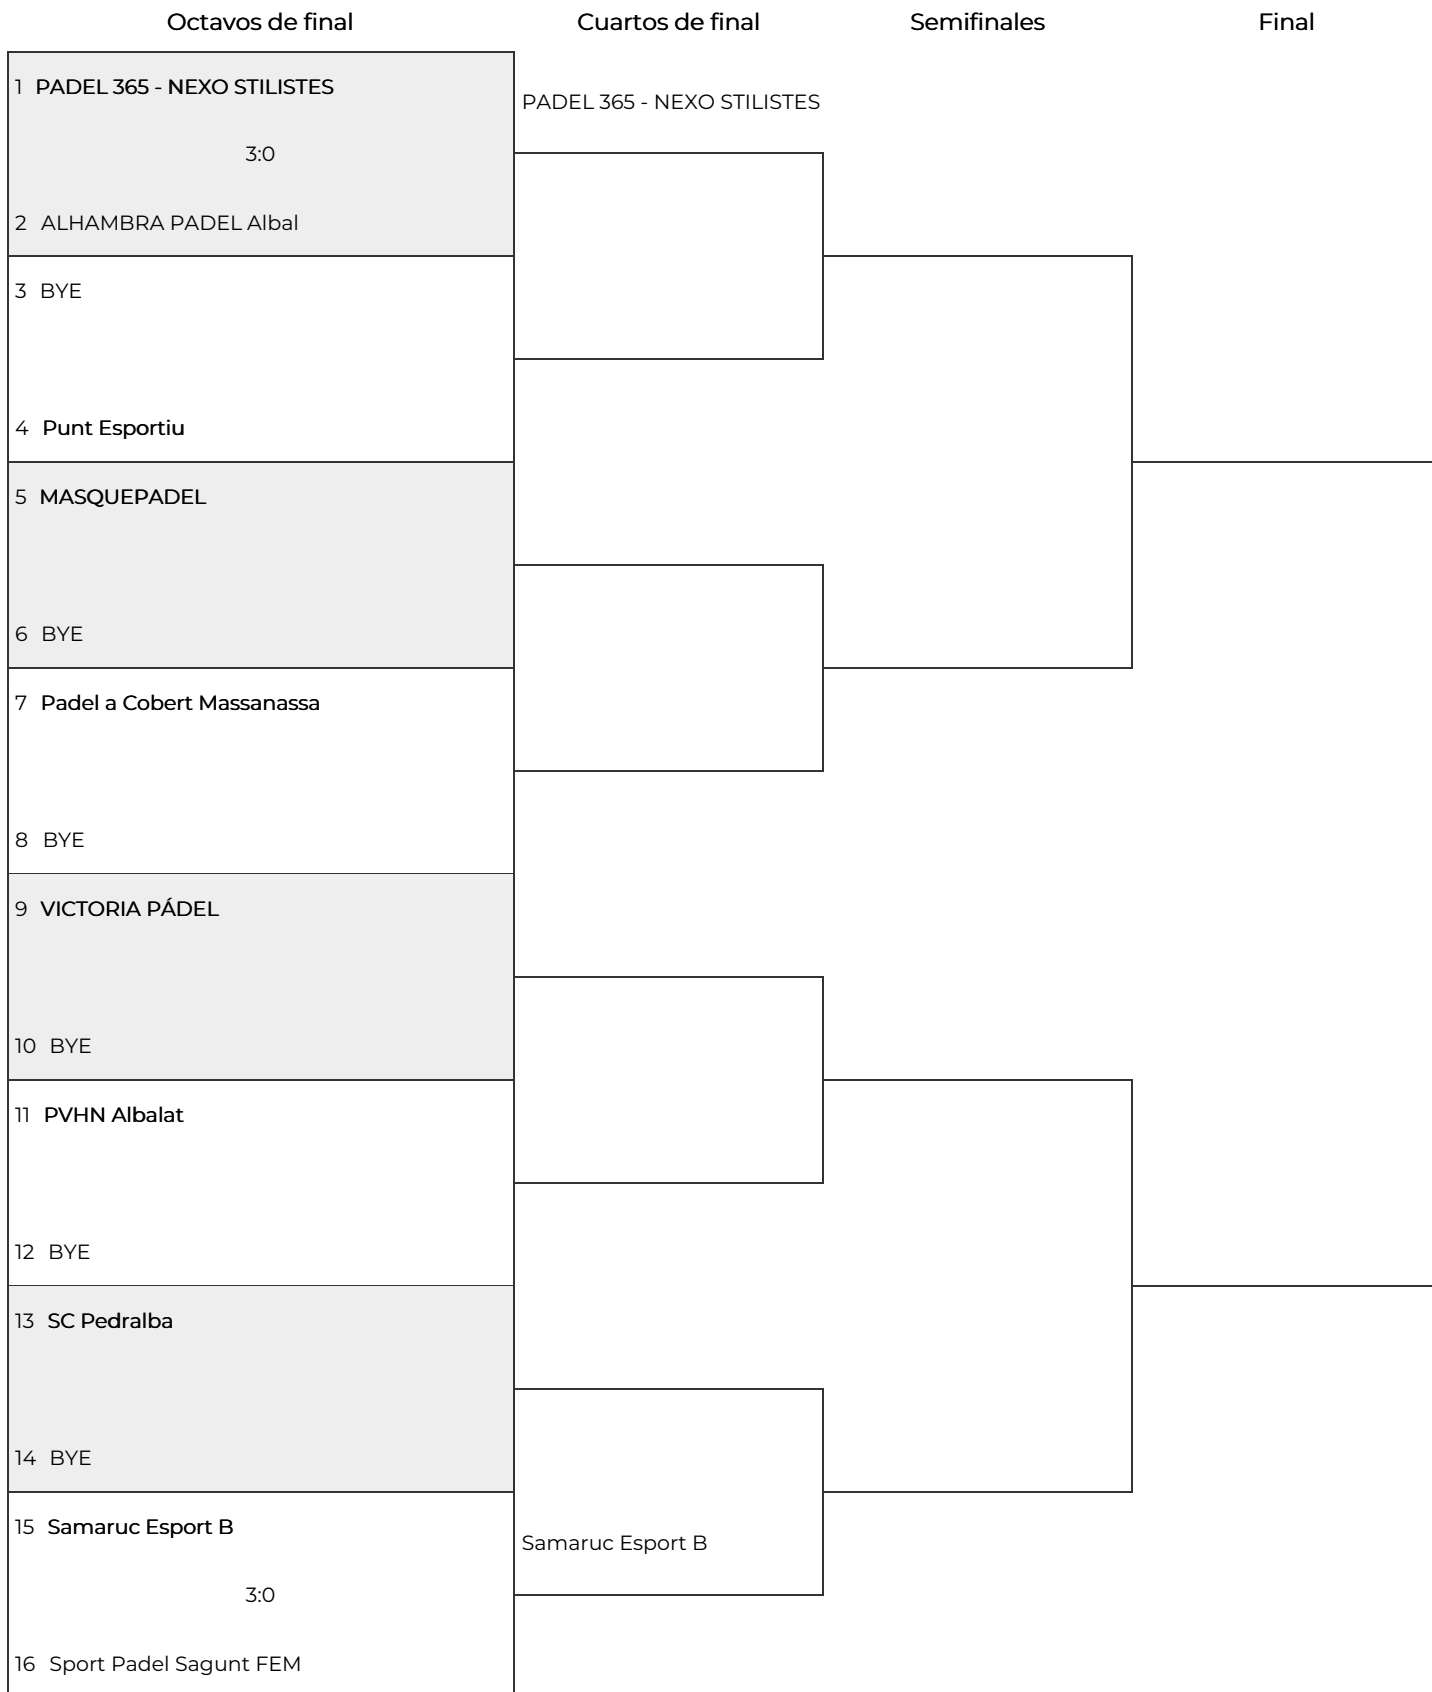 Octavos de final
Cuartos de final
Semifinales
Final
1 PADEL 365 - NEXO STILISTES
PADEL 365 - NEXO STILISTES
3:0
2 ALHAMBRA PADEL Albal
3 BYE
4 Punt Esportiu
5 MASQUEPADEL
6 BYE
7 Padel a Cobert Massanassa
8 BYE
9 VICTORIA PÁDEL
10 BYE
11 PVHN Albalat
12 BYE
13 SC Pedralba
14 BYE
15 Samaruc Esport B
Samaruc Esport B
3:0
16 Sport Padel Sagunt FEM